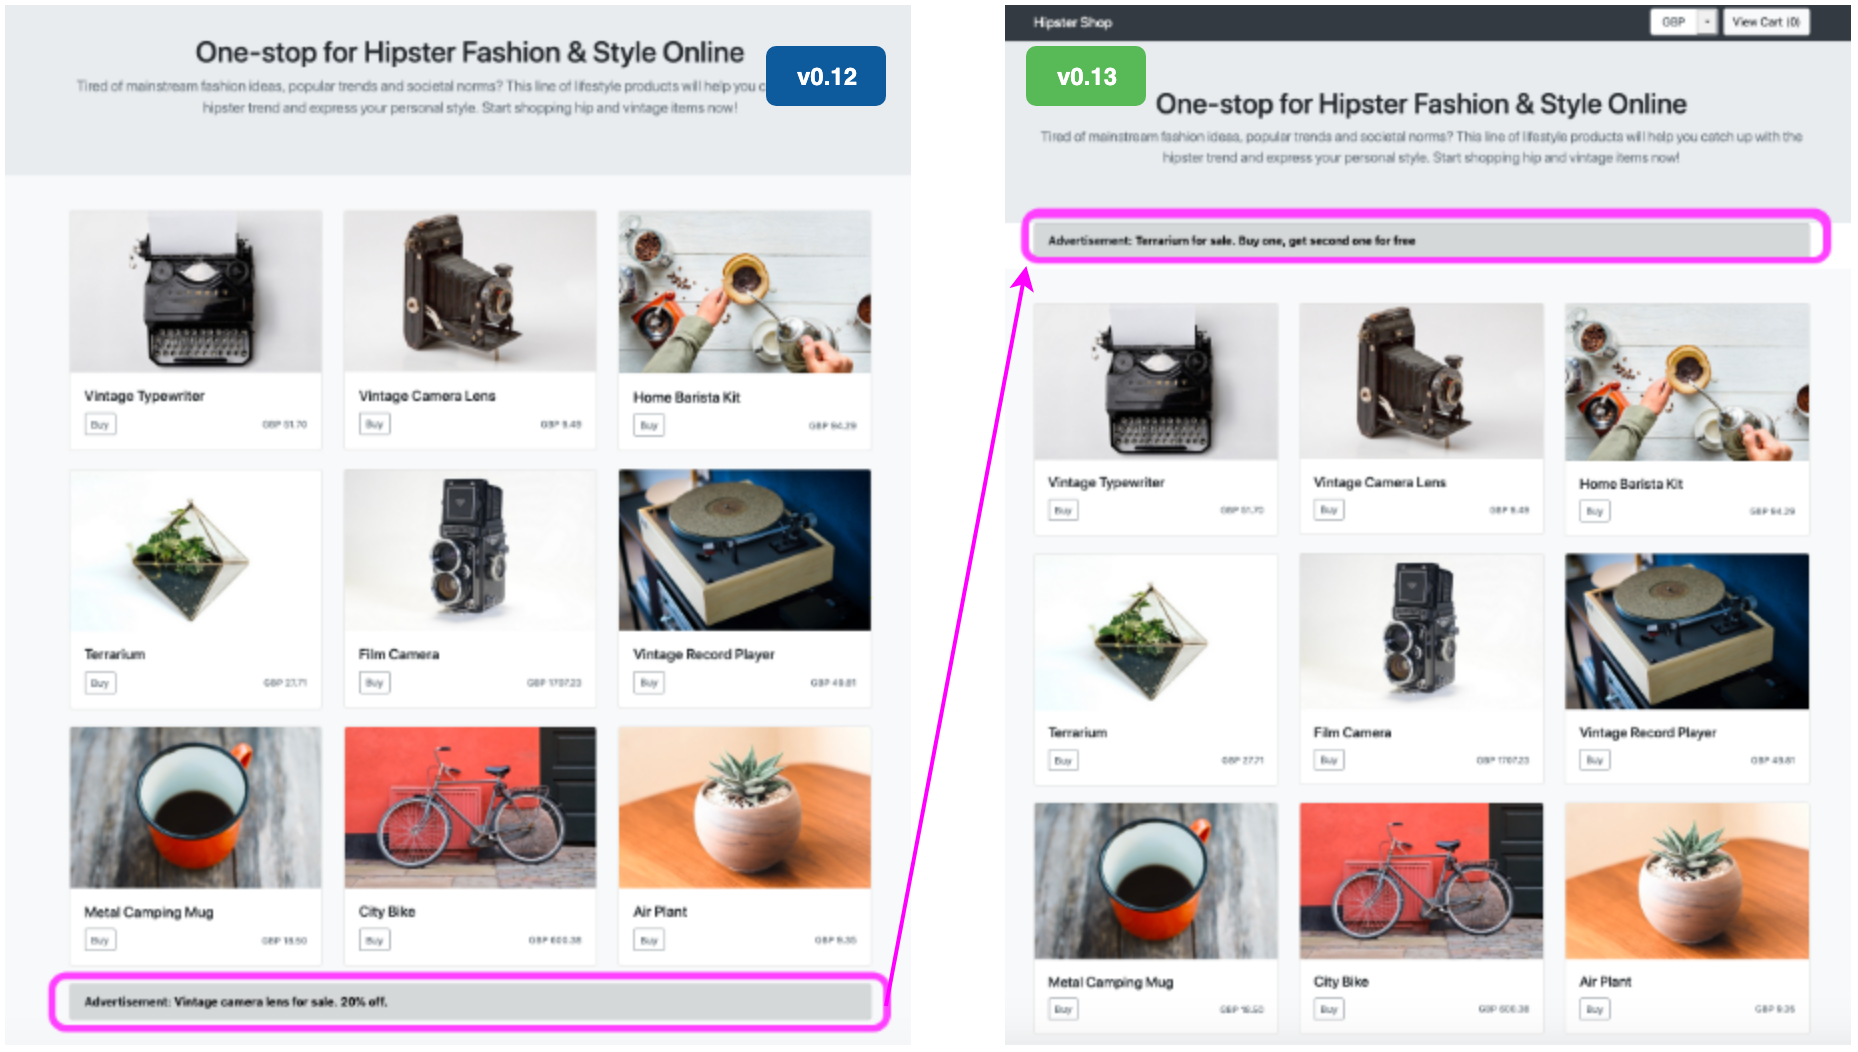 One-stop for Hipster Fashion & Style Online
v0.12
Tired of mainstream fashion ideas, popular trends and societal norms? This line of lifestyle products will help you c
hipster trend and express your personal style. Start shopping hip and vintage items now!
Vintage Typewriter
Buy
GBP 51.70
Vintage Camera Lens
Buy
GBP 9.49
Home Barista Kit
Buy
GBP 94.29
Terrarium
Buy
GBP 27.71
Film Camera
Buy
GBP 1707.23
Vintage Record Player
Buy
GBP 49.81
Metal Camping Mug
Buy
GBP 18.50
City Bike
Buy
GBP 600.38
Air Plant
Buy
GBP 9.35
Advertisement: Vintage camera lens for sale. 20% off.
Hipster Shop
GBP
View Cart (0)
v0.13
One-stop for Hipster Fashion & Style Online
Tired of mainstream fashion ideas, popular trends and societal norms? This line of lifestyle products will help you catch up with the
hipster trend and express your personal style. Start shopping hip and vintage items now!
Advertisement: Terrarium for sale. Buy one, get second one for free
Vintage Typewriter
Buy
GBP 51.70
Vintage Camera Lens
Buy
GBP 9.49
Home Barista Kit
Buy
GBP 94.29
Terrarium
Buy
GBP 27.71
Film Camera
Buy
GBP 1707.23
Vintage Record Player
Buy
GBP 49.81
Metal Camping Mug
Buy
GBP 18.50
City Bike
Buy
GBP 600.38
Air Plant
Buy
GBP 9.35